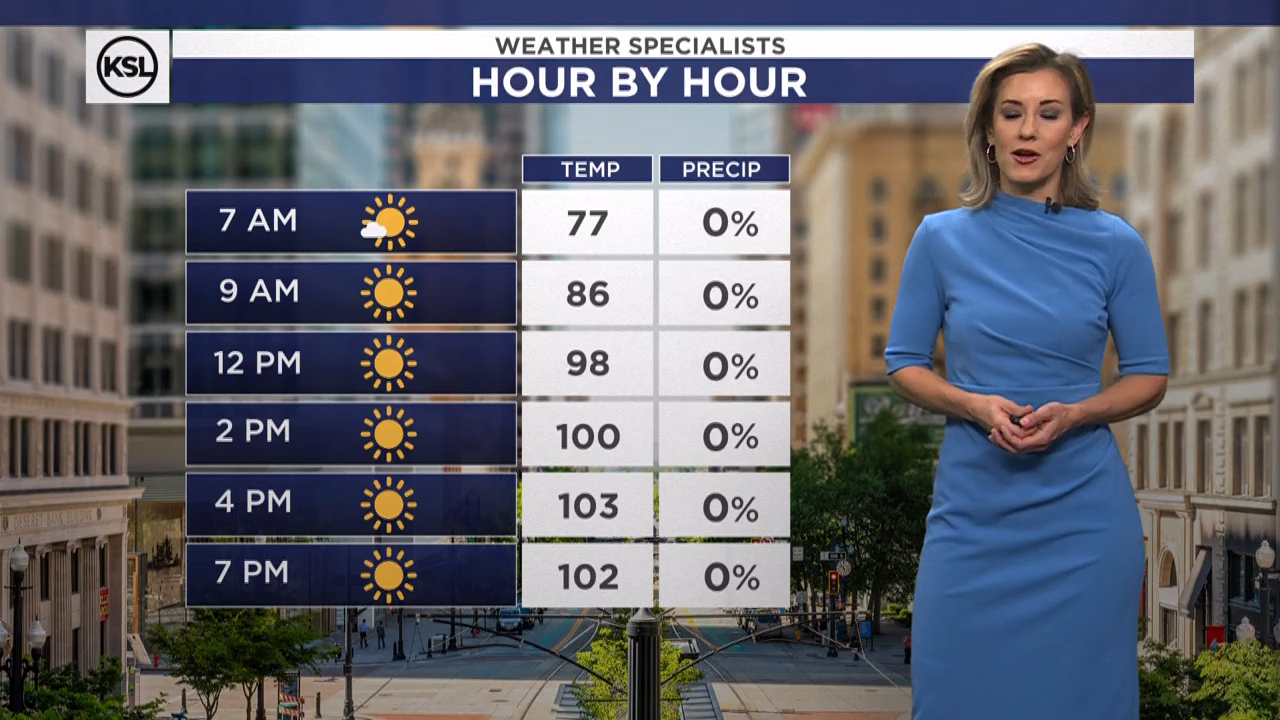 KSL
WEATHER SPECIALISTS
HOUR BY HOUR
TEMP PRECIP
7 AM 77 0%
9 AM 86 0%
12 PM 98 0%
2 PM 100 0%
4 PM 103 0%
7 PM 102 0%